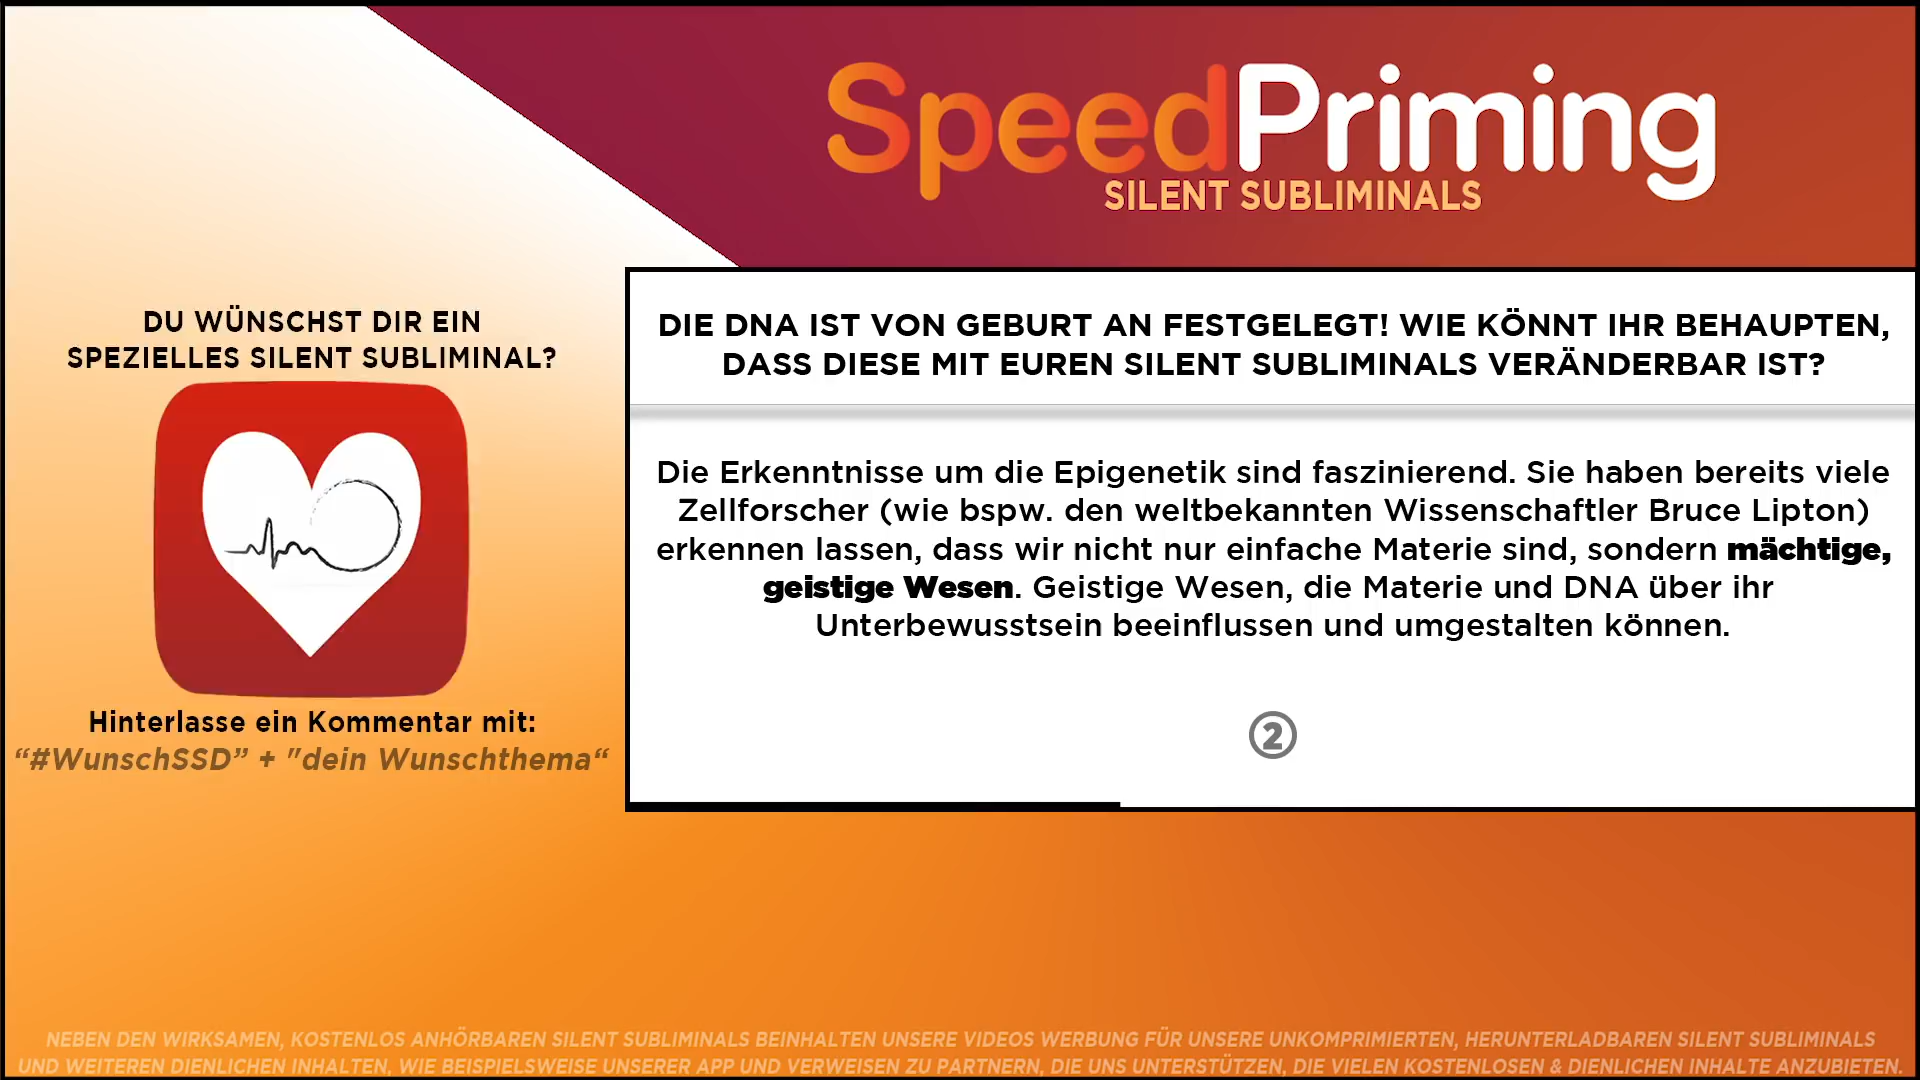 SpeedPriming
SILENT SUBLIMINALS
DU WÜNSCHST DIR EIN
SPEZIELLES SILENT SUBLIMINAL?
Hinterlasse ein Kommentar mit:
“#WunschSSD” + "dein Wunschthema“
DIE DNA IST VON GEBURT AN FESTGELEGT! WIE KÖNNT IHR BEHAUPTEN,
DASS DIESE MIT EUREN SILENT SUBLIMINALS VERÄNDERBAR IST?
Die Erkenntnisse um die Epigenetik sind faszinierend. Sie haben bereits viele
Zellforscher (wie bspw. den weltbekannten Wissenschaftler Bruce Lipton)
erkennen lassen, dass wir nicht nur einfache Materie sind, sondern mächtige,
geistige Wesen. Geistige Wesen, die Materie und DNA über ihr
Unterbewusstsein beeinflussen und umgestalten können.
②
NEBEN DEN WIRKSAMEN, KOSTENLOS ANHÖRBAREN SILENT SUBLIMINALS BEINHALTEN UNSERE VIDEOS WERBUNG FÜR UNSERE UNKOMPRIMIERTEN, HERUNTERLADBAREN SILENT SUBLIMINALS
UND WEITEREN DIENLICHEN INHALTEN, WIE BEISPIELSWEISE UNSERER APP UND VERWEISEN ZU PARTNERN, DIE UNS UNTERSTÜTZEN, DIE VIELEN KOSTENLOSEN & DIENLICHEN INHALTE ANZUBIETEN.